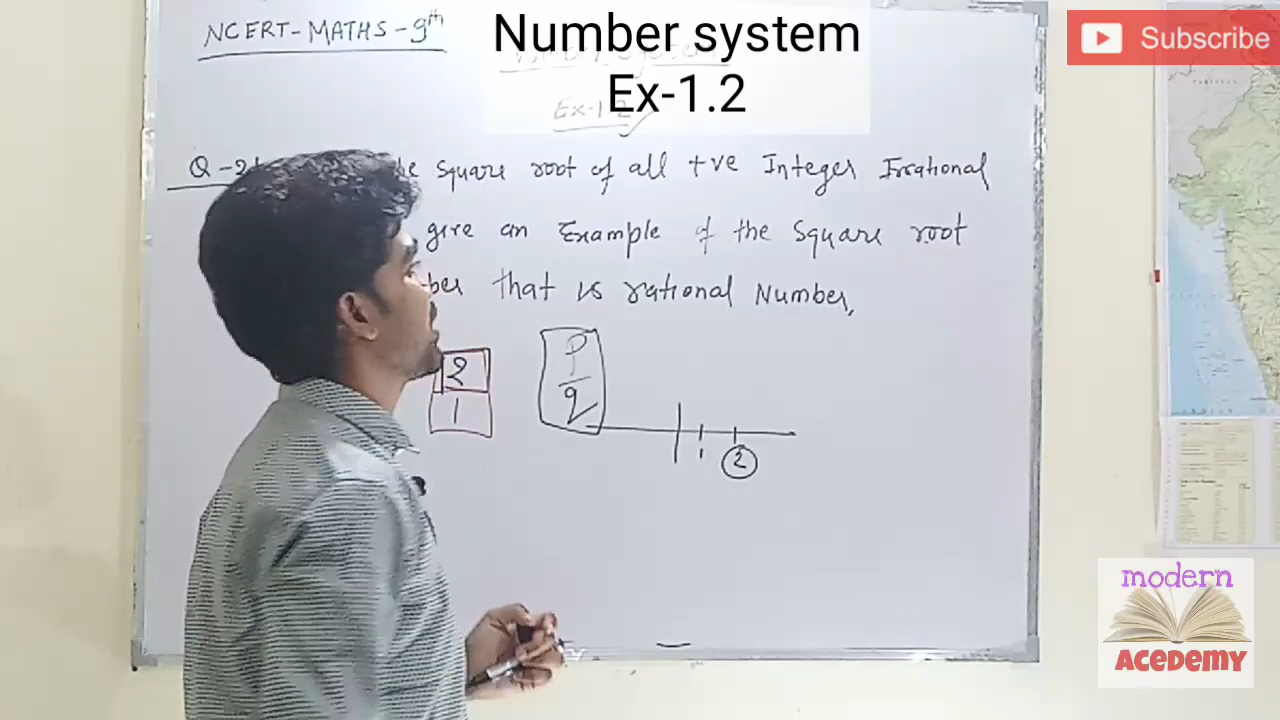 NCERT-MATHS-9th
Number system
Ex-1.2
Subscribe
Q-2 Square root of all +ve Integer Irrational
give an Example of the Square root
that is rational Number,
2
1
P
q
1
2
modern
ACEDEMY